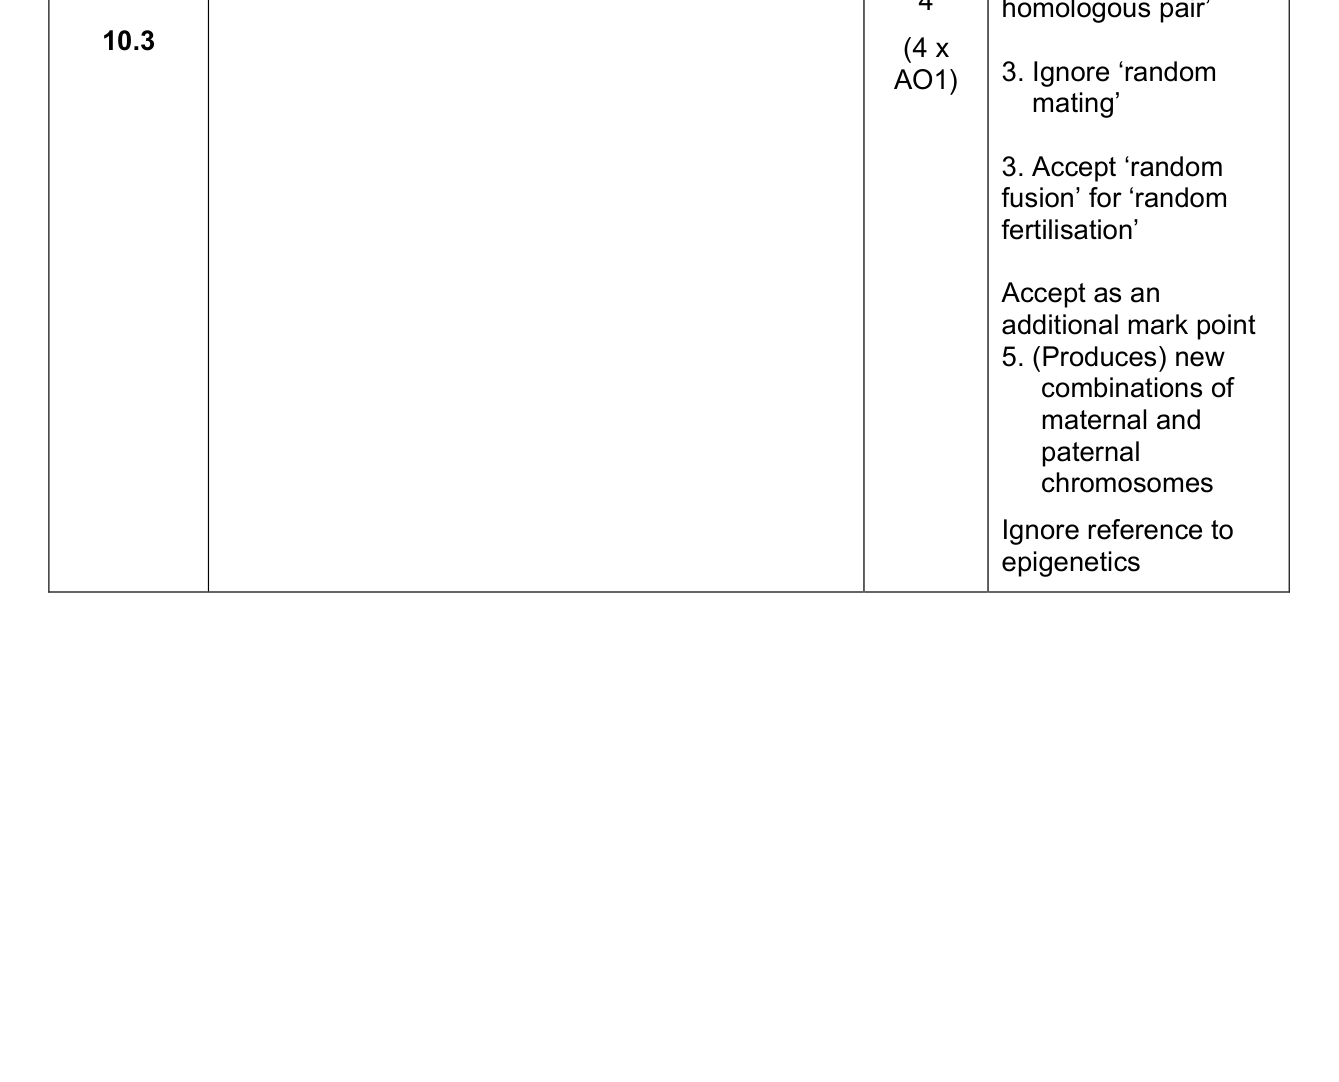 4
homologous pair’
10.3
(4 x
AO1)
3. Ignore ‘random
mating’
3. Accept ‘random
fusion’ for ‘random
fertilisation’
Accept as an
additional mark point
5. (Produces) new
combinations of
maternal and
paternal
chromosomes
Ignore reference to
epigenetics